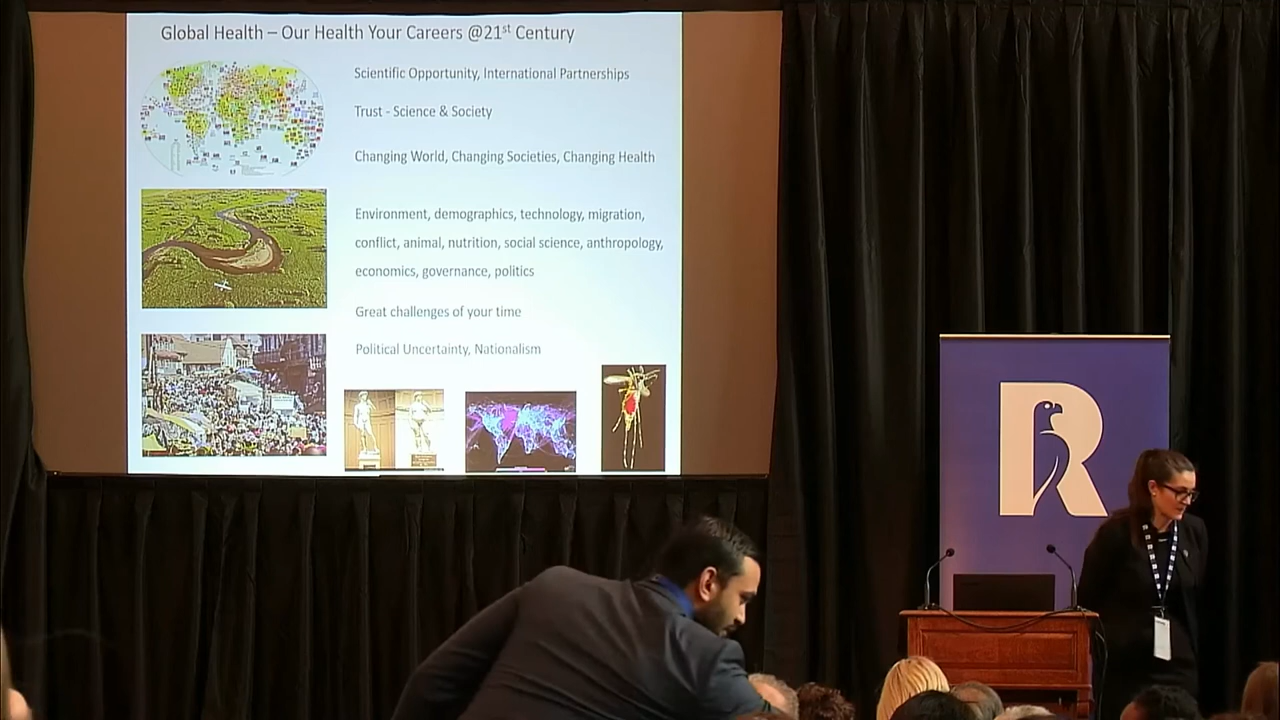 Global Health – Our Health Your Careers @21st Century
Scientific Opportunity, International Partnerships
Trust - Science & Society
Changing World, Changing Societies, Changing Health
Environment, demographics, technology, migration,
conflict, animal, nutrition, social science, anthropology,
economics, governance, politics
Great challenges of your time
Political Uncertainty, Nationalism
R